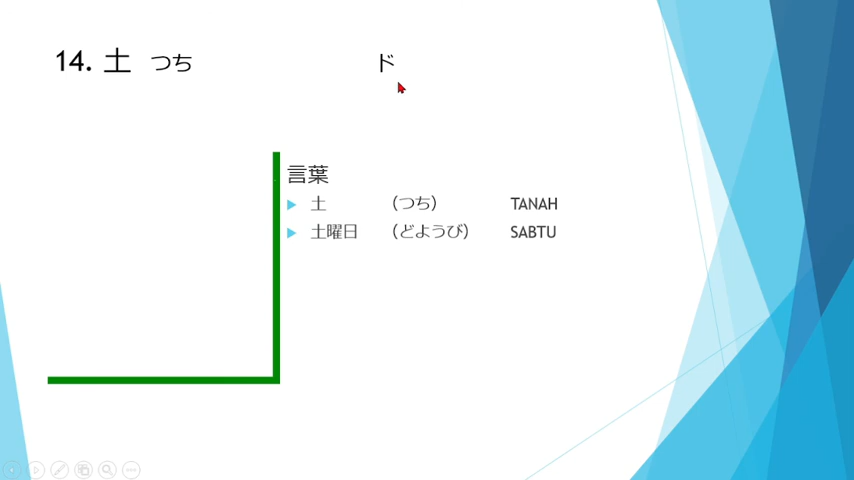 14. 土 つち ド
言葉
土 (つち) TANAH
土曜日 (どようび) SABTU